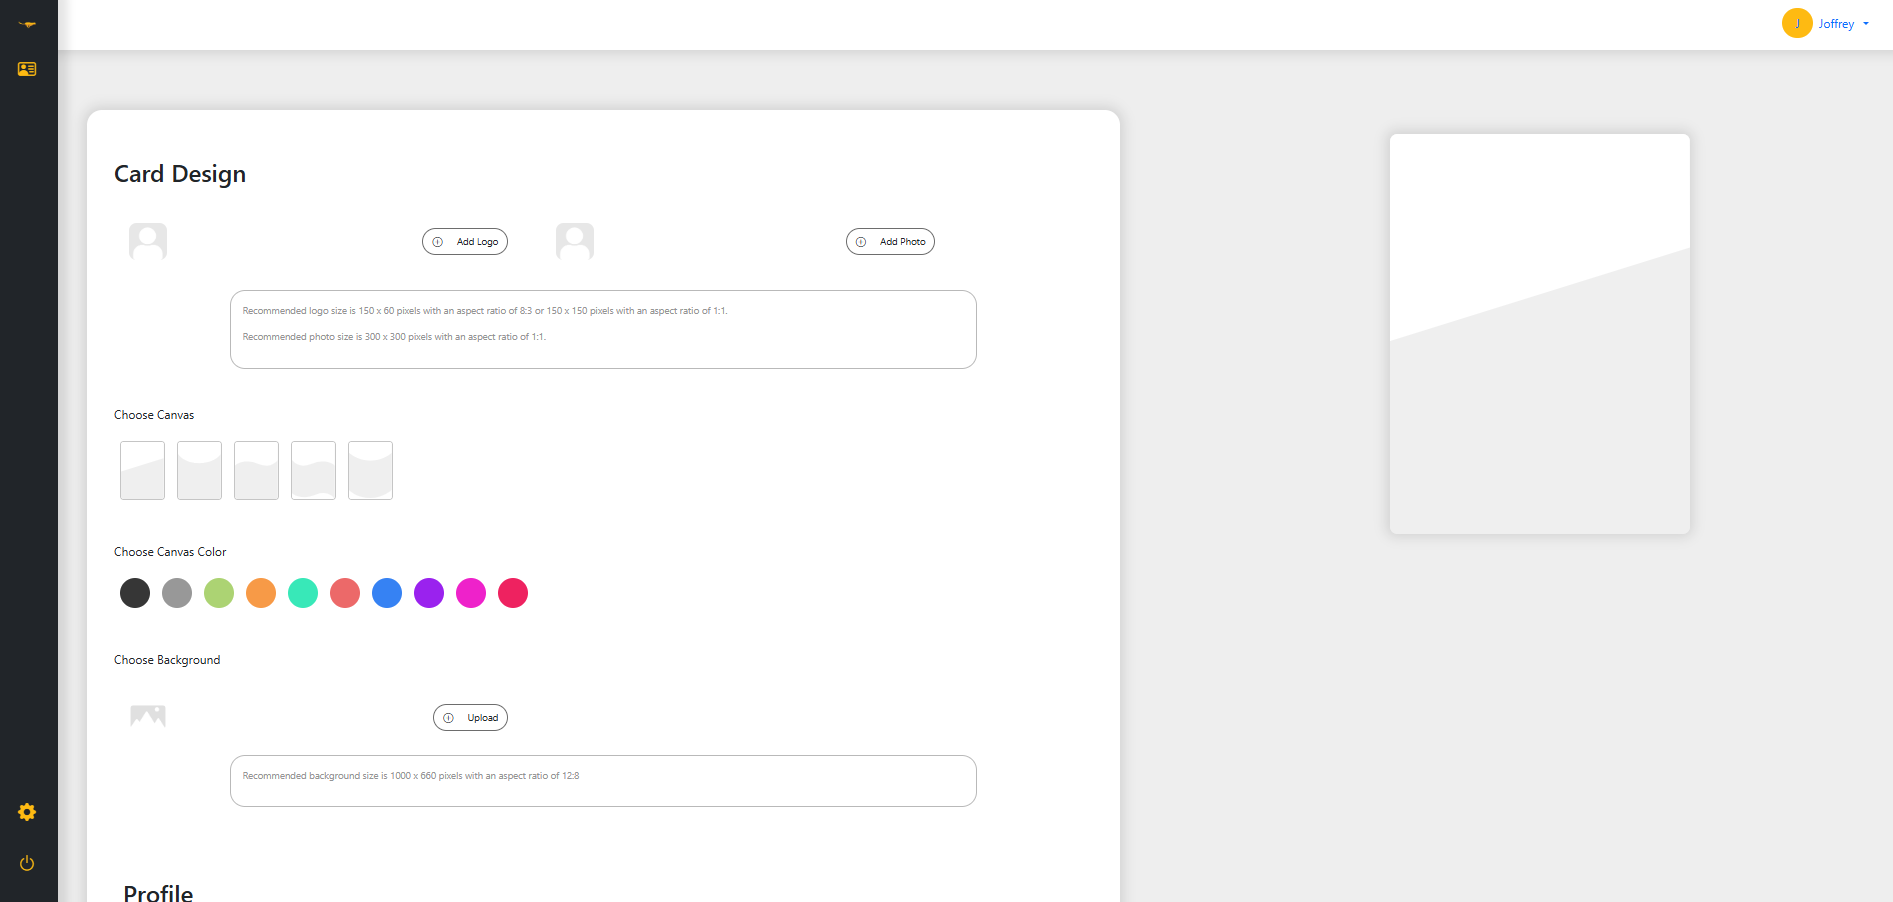 J Joffrey
Card Design
Add Logo
Add Photo
Recommended logo size is 150 x 60 pixels with an aspect ratio of 8:3 or 150 x 150 pixels with an aspect ratio of 1:1.
Recommended photo size is 300 x 300 pixels with an aspect ratio of 1:1.
Choose Canvas
Choose Canvas Color
Choose Background
Upload
Recommended background size is 1000 x 660 pixels with an aspect ratio of 12:8
Profile